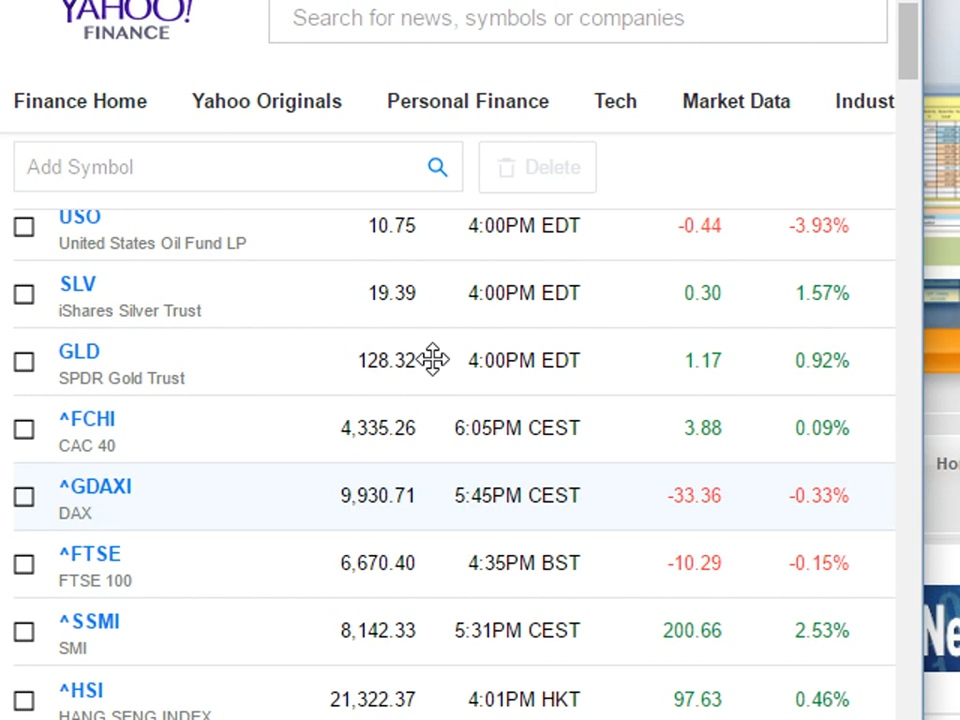 YAHOO!
FINANCE
Search for news, symbols or companies
Finance Home Yahoo Originals Personal Finance Tech Market Data Indust
Add Symbol Delete
USO 10.75 4:00PM EDT -0.44 -3.93%
United States Oil Fund LP
SLV 19.39 4:00PM EDT 0.30 1.57%
iShares Silver Trust
GLD 128.32 4:00PM EDT 1.17 0.92%
SPDR Gold Trust
^FCHI 4,335.26 6:05PM CEST 3.88 0.09%
CAC 40
^GDAXI 9,930.71 5:45PM CEST -33.36 -0.33%
DAX
^FTSE 6,670.40 4:35PM BST -10.29 -0.15%
FTSE 100
^SSMI 8,142.33 5:31PM CEST 200.66 2.53%
SMI
^HSI 21,322.37 4:01PM HKT 97.63 0.46%
HANG SENG INDEX
Ho
Ne